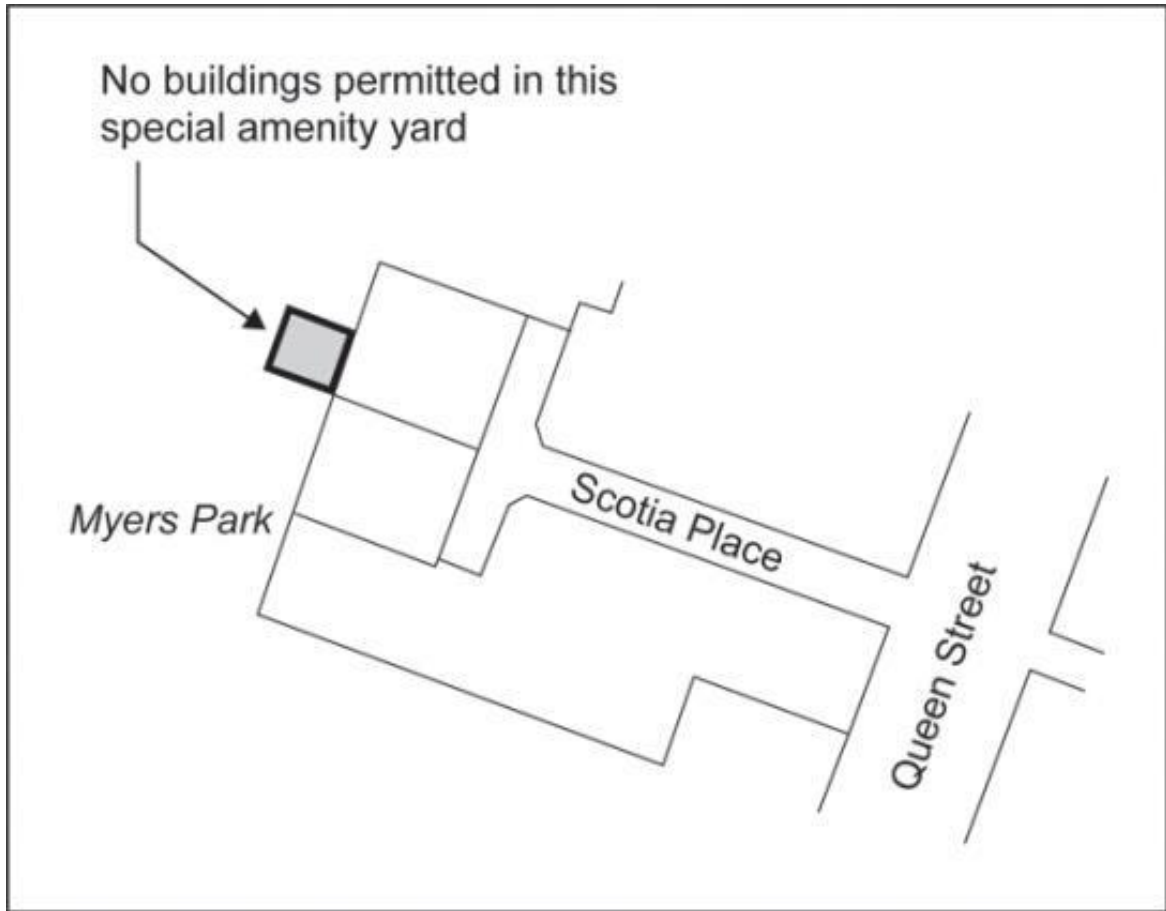 No buildings permitted in this
special amenity yard
Myers Park
Scotia Place
Queen Street